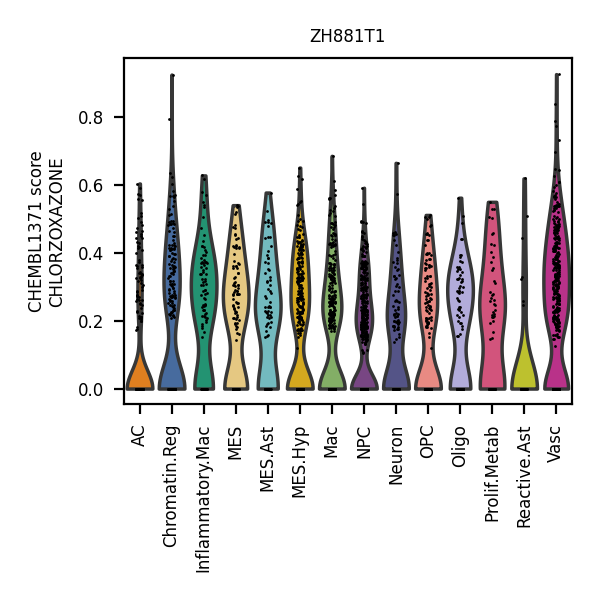 ZH881T1
CHEMBL1371 score
CHLORZOXAZONE
0.8
0.6
0.4
0.2
0.0
AC
Chromatin.Reg
Inflammatory.Mac
MES
MES.Ast
MES.Hyp
Mac
NPC
Neuron
OPC
Oligo
Prolif.Metab
Reactive.Ast
Vasc